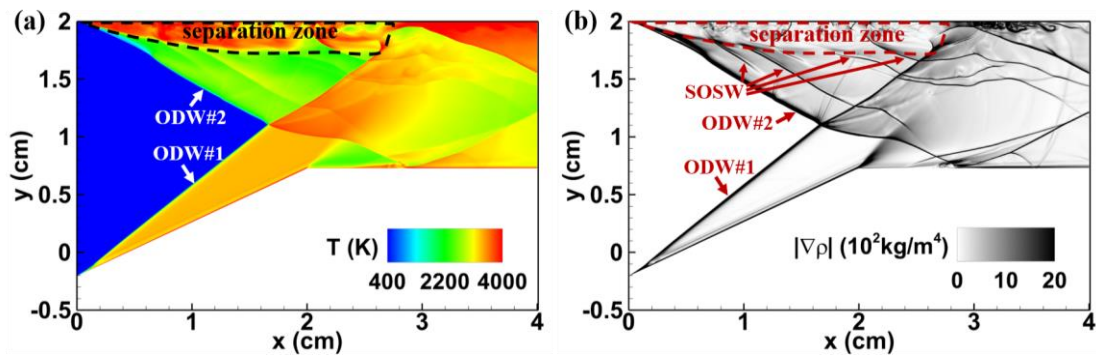 (a)
2
1.5
1
0.5
0
-0.5
y (cm)
separation zone
ODW#2
ODW#1
T (K)
400 2200 4000
0 1 2 3 4
x (cm)
(b)
2
1.5
1
0.5
0
-0.5
y (cm)
separation zone
SOSW
ODW#2
ODW#1
|∇ρ| (10²kg/m⁴)
0 10 20
0 1 2 3 4
x (cm)